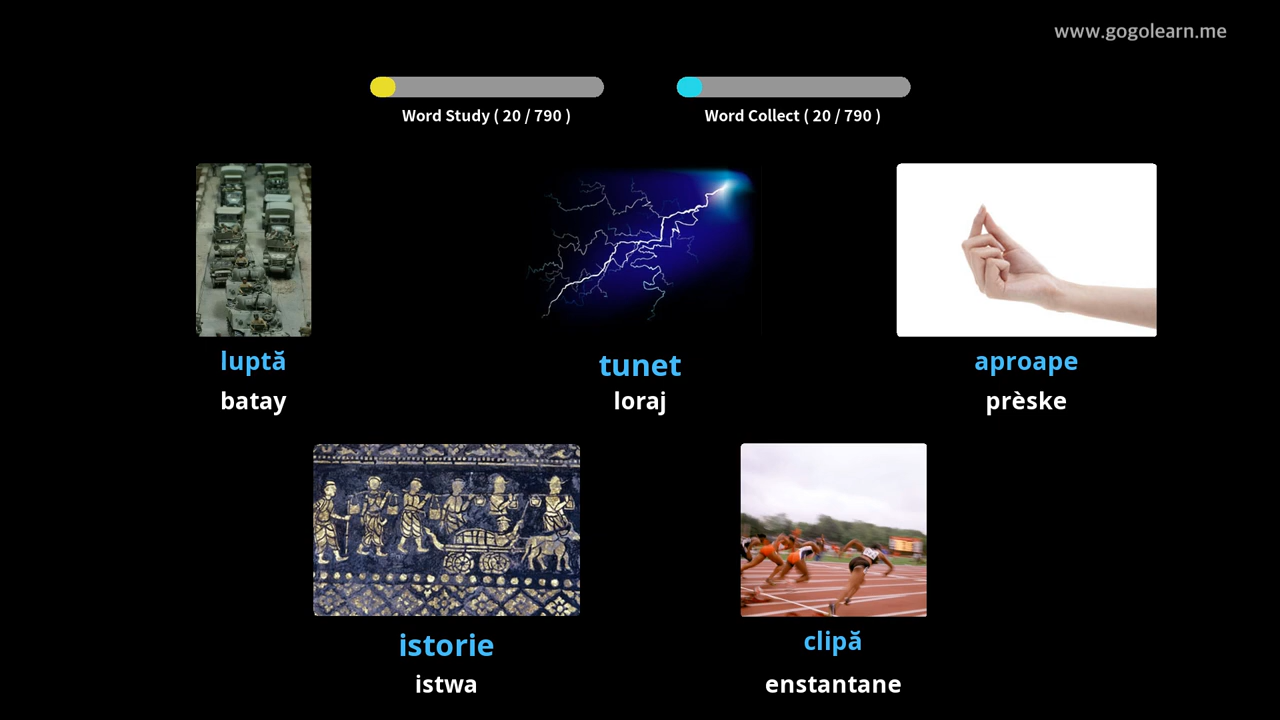 www.gogolearn.me
Word Study ( 20 / 790 )
Word Collect ( 20 / 790 )
luptă
batay
tunet
loraj
aproape
prèske
istorie
istwa
clipă
enstantane